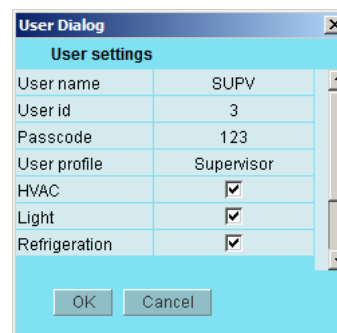 User Dialog
User settings
User name SUPV
User id 3
Passcode 123
User profile Supervisor
HVAC
Light
Refrigeration
OK Cancel